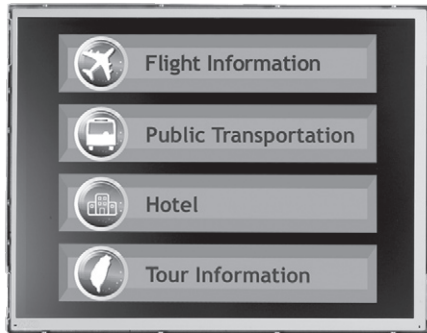 Flight Information
Public Transportation
Hotel
Tour Information